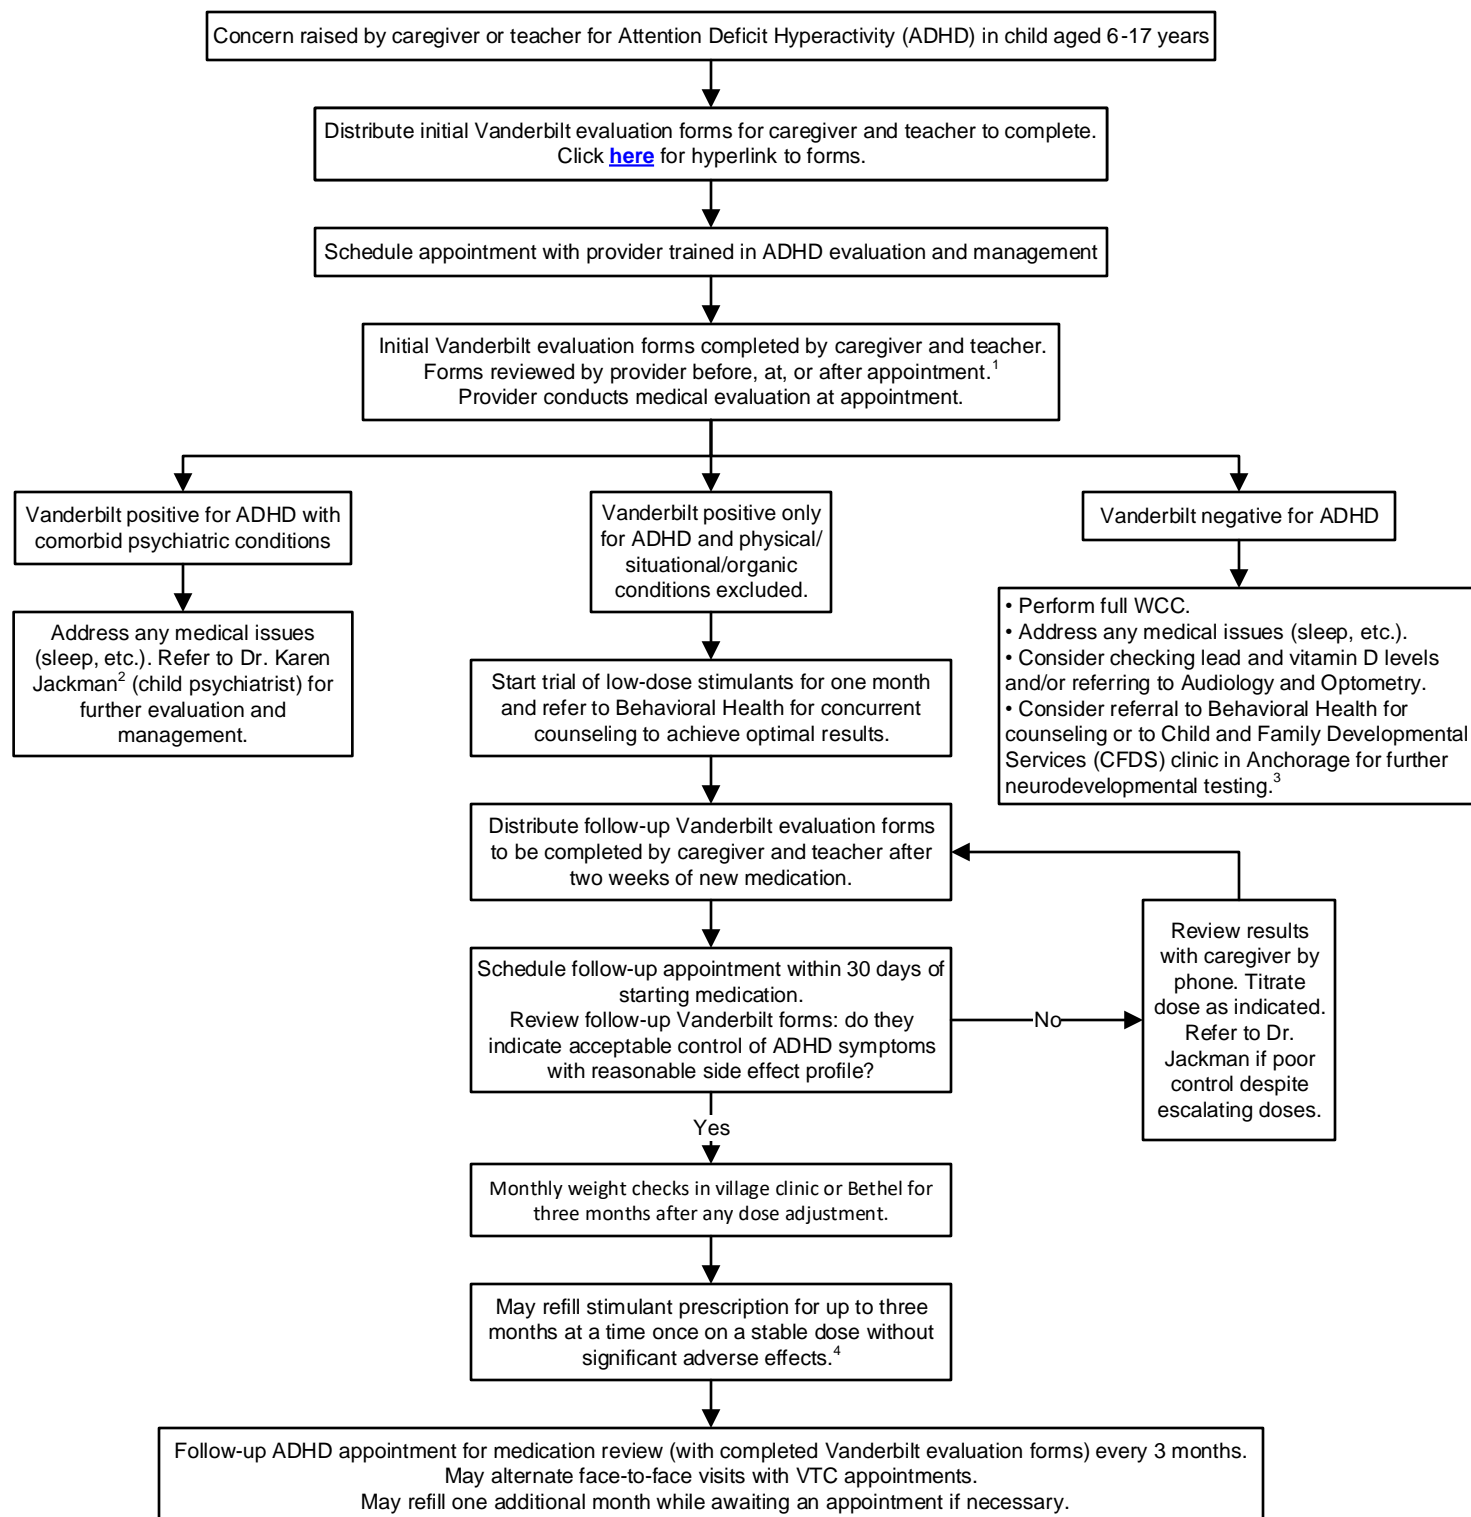 Concern raised by caregiver or teacher for Attention Deficit Hyperactivity (ADHD) in child aged 6-17 years
Distribute initial Vanderbilt evaluation forms for caregiver and teacher to complete.
Click here for hyperlink to forms.
Schedule appointment with provider trained in ADHD evaluation and management
Initial Vanderbilt evaluation forms completed by caregiver and teacher.
Forms reviewed by provider before, at, or after appointment.1
Provider conducts medical evaluation at appointment.
Vanderbilt positive for ADHD with
comorbid psychiatric conditions
Address any medical issues
(sleep, etc.). Refer to Dr. Karen
Jackman2 (child psychiatrist) for
further evaluation and
management.
Vanderbilt positive only
for ADHD and physical/
situational/organic
conditions excluded.
Vanderbilt negative for ADHD
• Perform full WCC.
• Address any medical issues (sleep, etc.).
• Consider checking lead and vitamin D levels
and/or referring to Audiology and Optometry.
• Consider referral to Behavioral Health for
counseling or to Child and Family Developmental
Services (CFDS) clinic in Anchorage for further
neurodevelopmental testing.3
Start trial of low-dose stimulants for one month
and refer to Behavioral Health for concurrent
counseling to achieve optimal results.
Distribute follow-up Vanderbilt evaluation forms
to be completed by caregiver and teacher after
two weeks of new medication.
Schedule follow-up appointment within 30 days of
starting medication.
Review follow-up Vanderbilt forms: do they
indicate acceptable control of ADHD symptoms
with reasonable side effect profile?
No
Review results
with caregiver by
phone. Titrate
dose as indicated.
Refer to Dr.
Jackman if poor
control despite
escalating doses.
Yes
Monthly weight checks in village clinic or Bethel for
three months after any dose adjustment.
May refill stimulant prescription for up to three
months at a time once on a stable dose without
significant adverse effects.4
Follow-up ADHD appointment for medication review (with completed Vanderbilt evaluation forms) every 3 months.
May alternate face-to-face visits with VTC appointments.
May refill one additional month while awaiting an appointment if necessary.